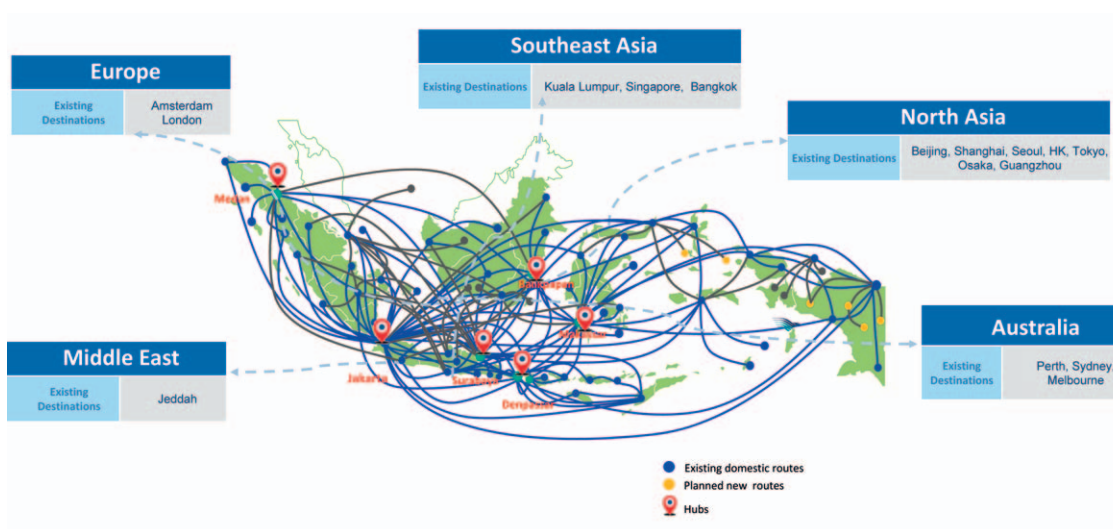 Southeast Asia
Existing Destinations
Kuala Lumpur, Singapore, Bangkok
Europe
Existing
Destinations
Amsterdam
London
North Asia
Existing Destinations
Beijing, Shanghai, Seoul, HK, Tokyo,
Osaka, Guangzhou
Medan
Balikpapan
Makassar
Jakarta
Surabaya
Denpasar
Middle East
Existing
Destinations
Jeddah
Australia
Existing
Destinations
Perth, Sydney,
Melbourne
Existing domestic routes
Planned new routes
Hubs